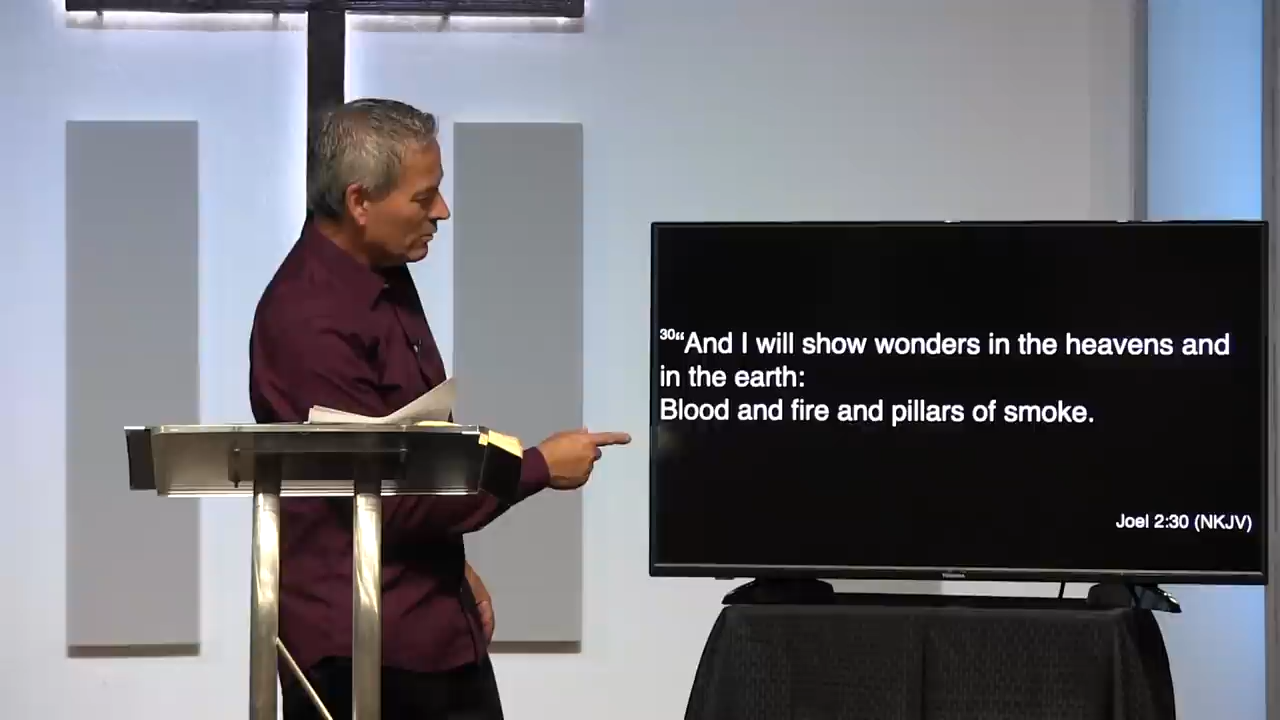 ³⁰“And I will show wonders in the heavens and
in the earth:
Blood and fire and pillars of smoke.
Joel 2:30 (NKJV)
TOSHIBA